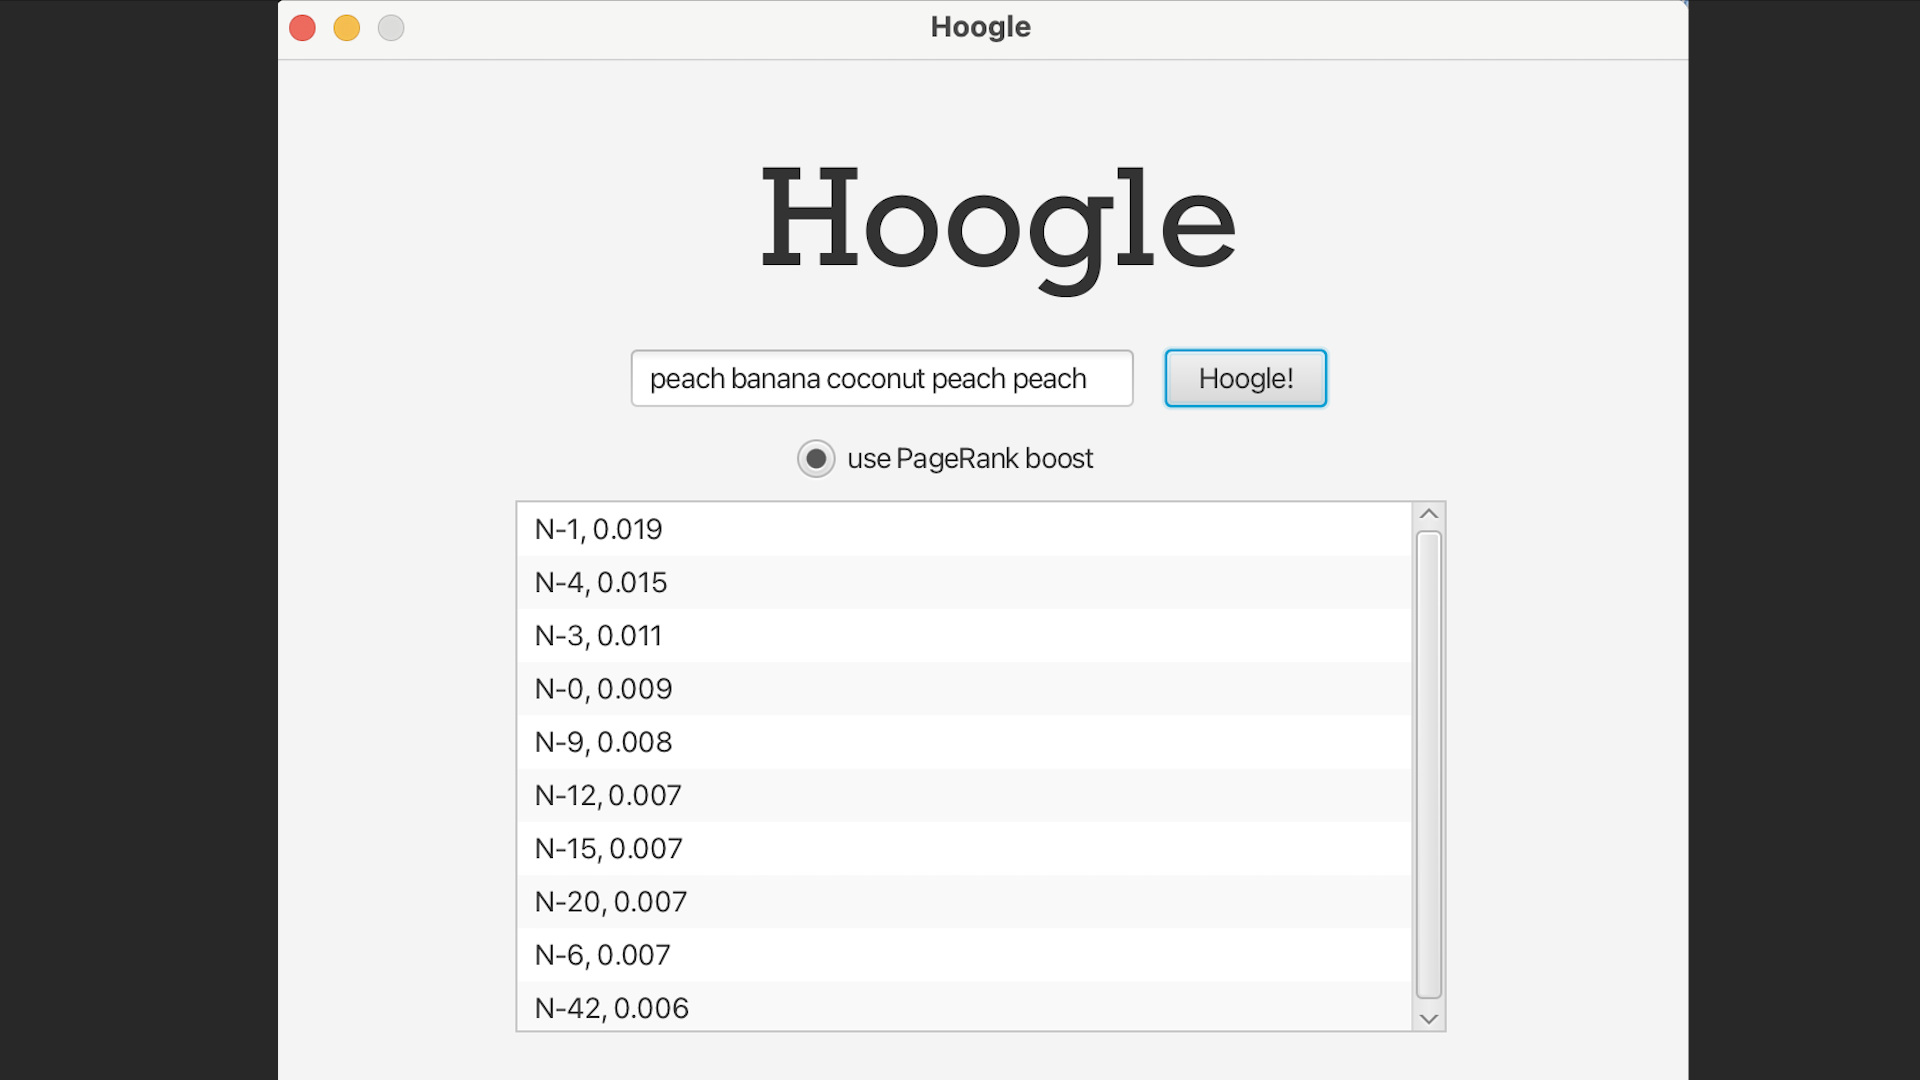 Hoogle
Hoogle
peach banana coconut peach peach Hoogle!
use PageRank boost
N-1, 0.019
N-4, 0.015
N-3, 0.011
N-0, 0.009
N-9, 0.008
N-12, 0.007
N-15, 0.007
N-20, 0.007
N-6, 0.007
N-42, 0.006